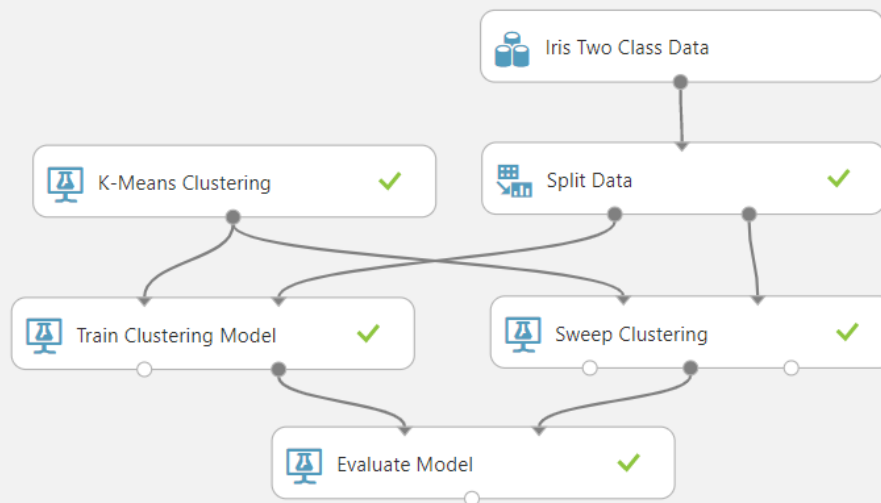 Iris Two Class Data
K-Means Clustering
Split Data
Train Clustering Model
Sweep Clustering
Evaluate Model